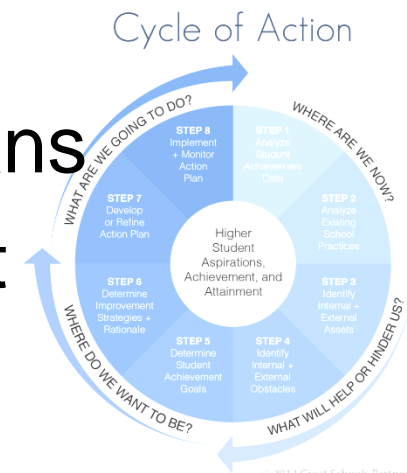 Cycle of Action
WHERE ARE WE NOW?
STEP 1
Analyze
Student
Achievement
Data
STEP 2
Analyze
Existing
School
Practices
STEP 3
Identify
Internal +
External
Assets
WHAT WILL HELP OR HINDER US?
STEP 4
Identify
Internal +
External
Obstacles
STEP 5
Determine
Student
Achievement
Goals
WHERE DO WE WANT TO BE?
STEP 6
Determine
Improvement
Strategies +
Rationale
STEP 7
Develop
or Refine
Action Plan
WHAT ARE WE GOING TO DO?
STEP 8
Implement
+ Monitor
Action
Plan
Higher
Student
Aspirations,
Achievement, and
Attainment